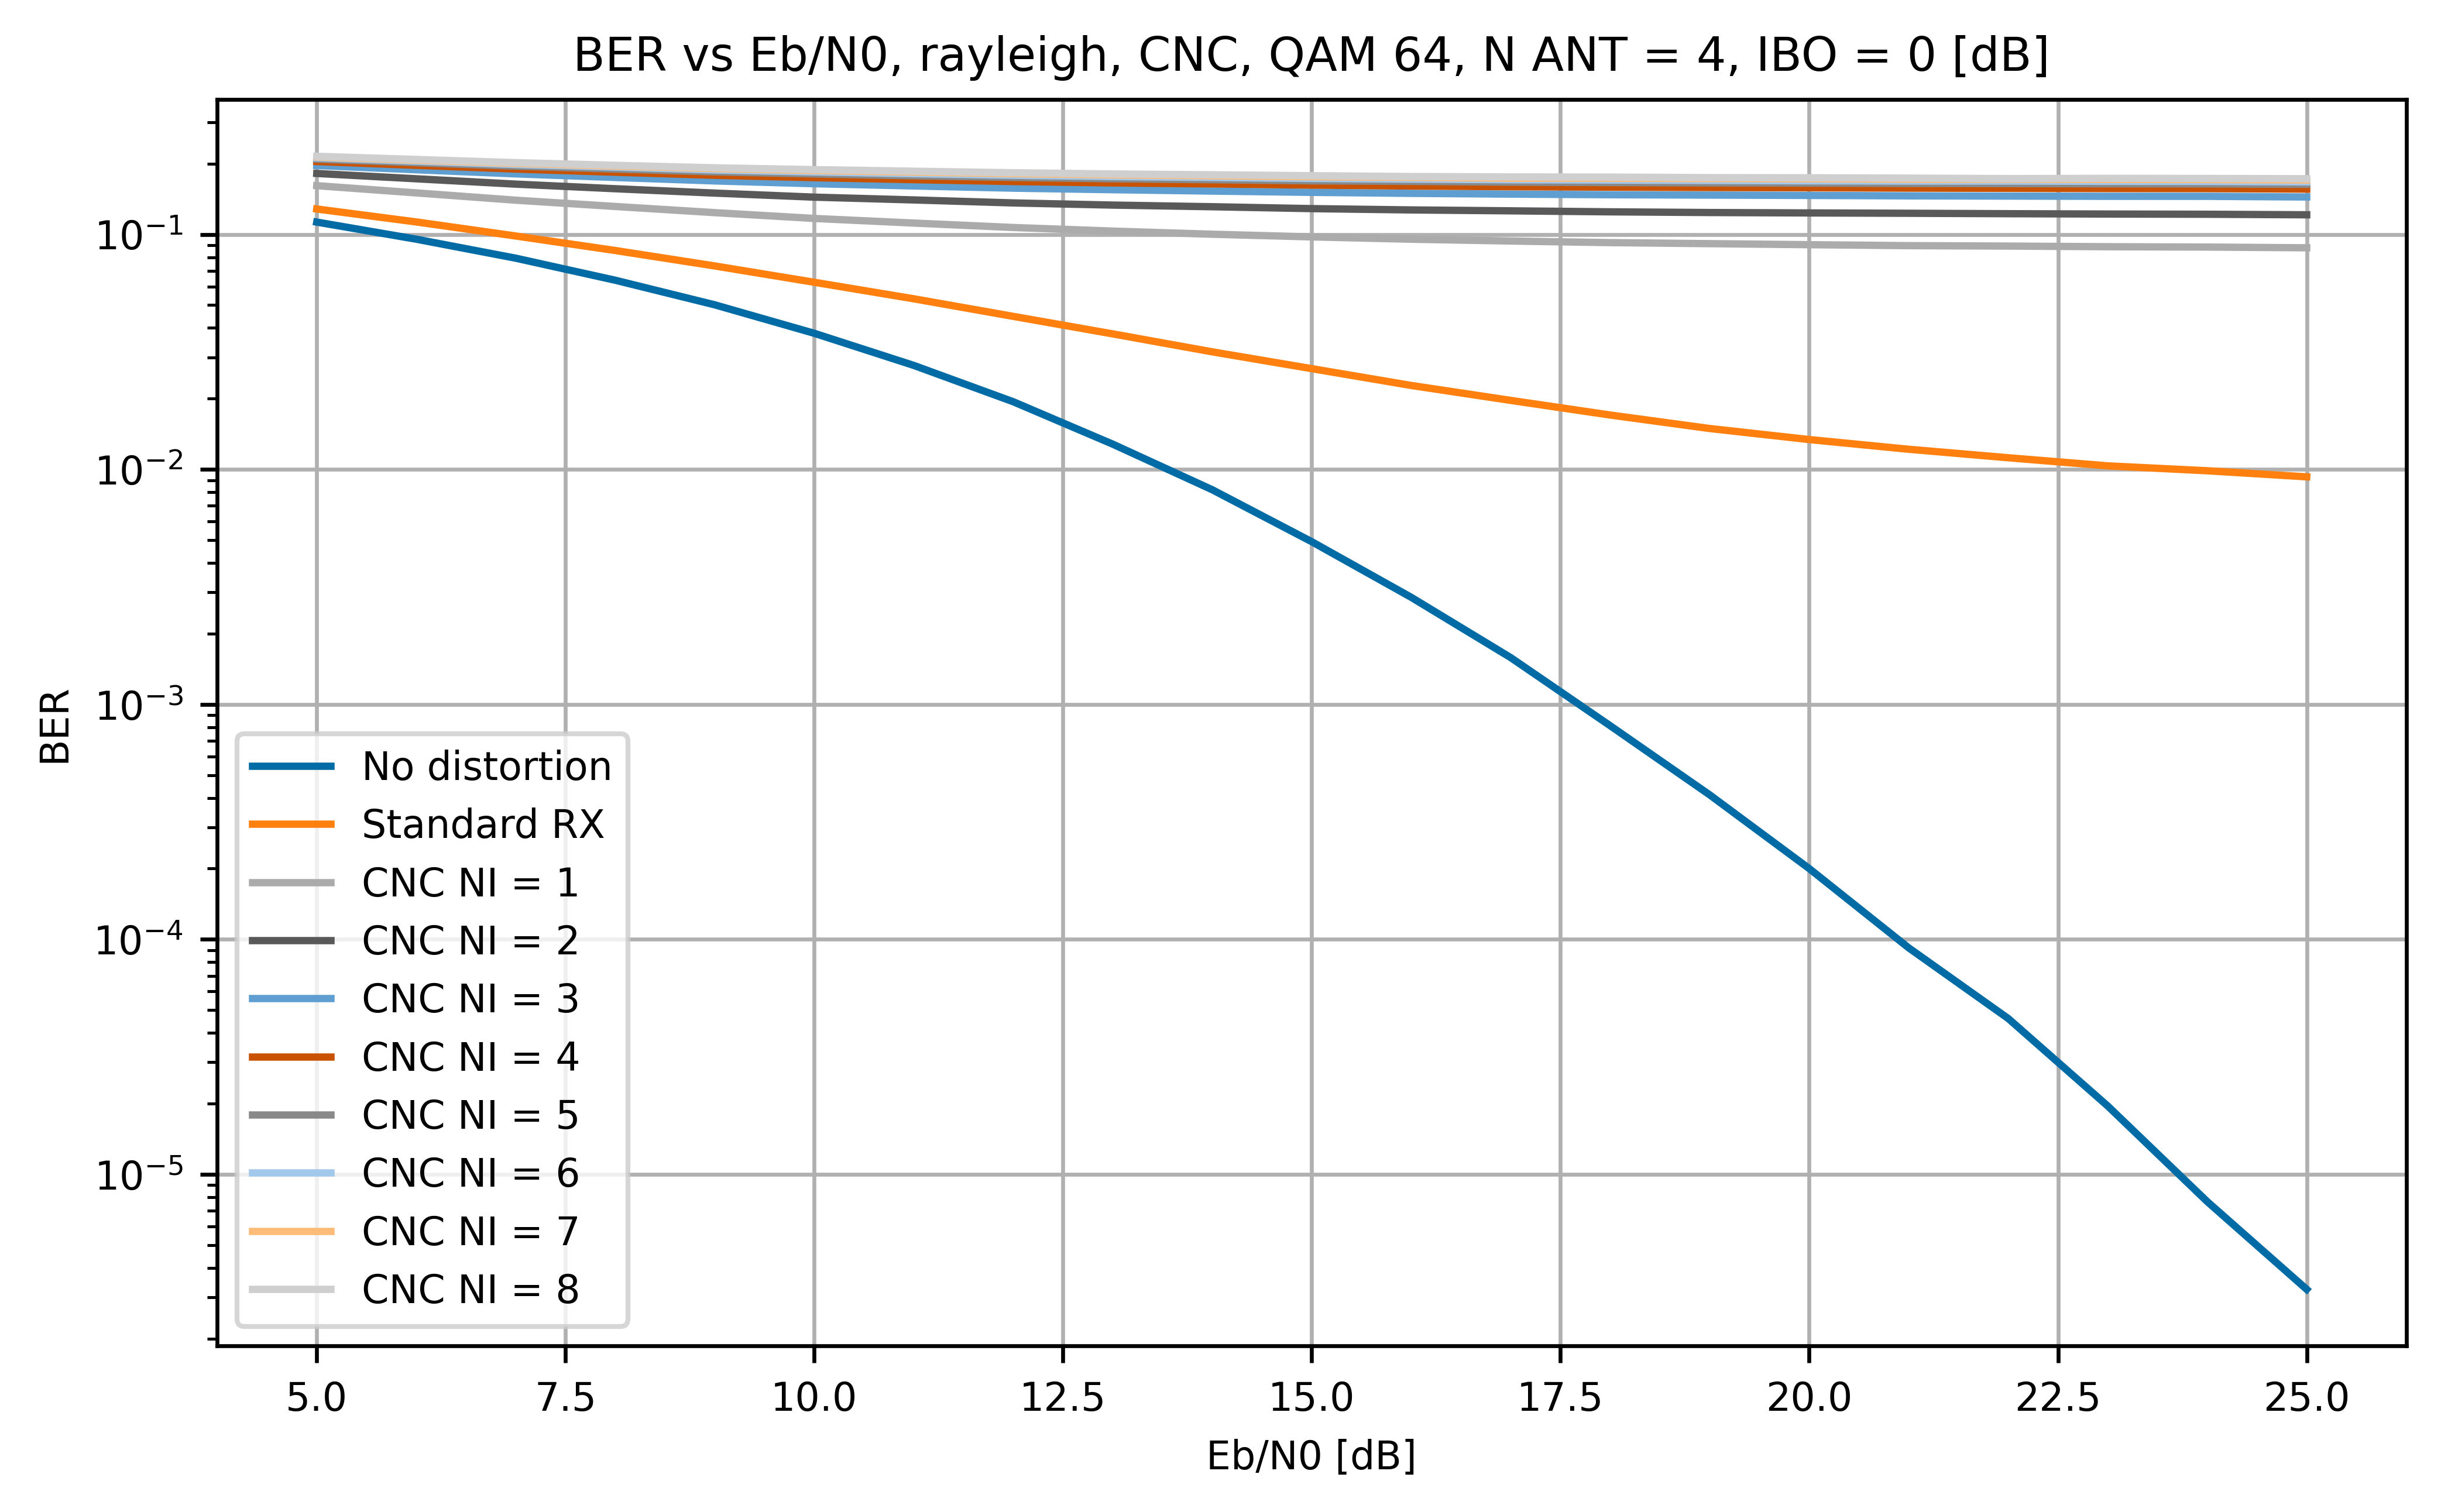 BER vs Eb/N0, rayleigh, CNC, QAM 64, N ANT = 4, IBO = 0 [dB]
BER
10⁻¹
10⁻²
10⁻³
10⁻⁴
10⁻⁵
No distortion
Standard RX
CNC NI = 1
CNC NI = 2
CNC NI = 3
CNC NI = 4
CNC NI = 5
CNC NI = 6
CNC NI = 7
CNC NI = 8
5.0 7.5 10.0 12.5 15.0 17.5 20.0 22.5 25.0
Eb/N0 [dB]